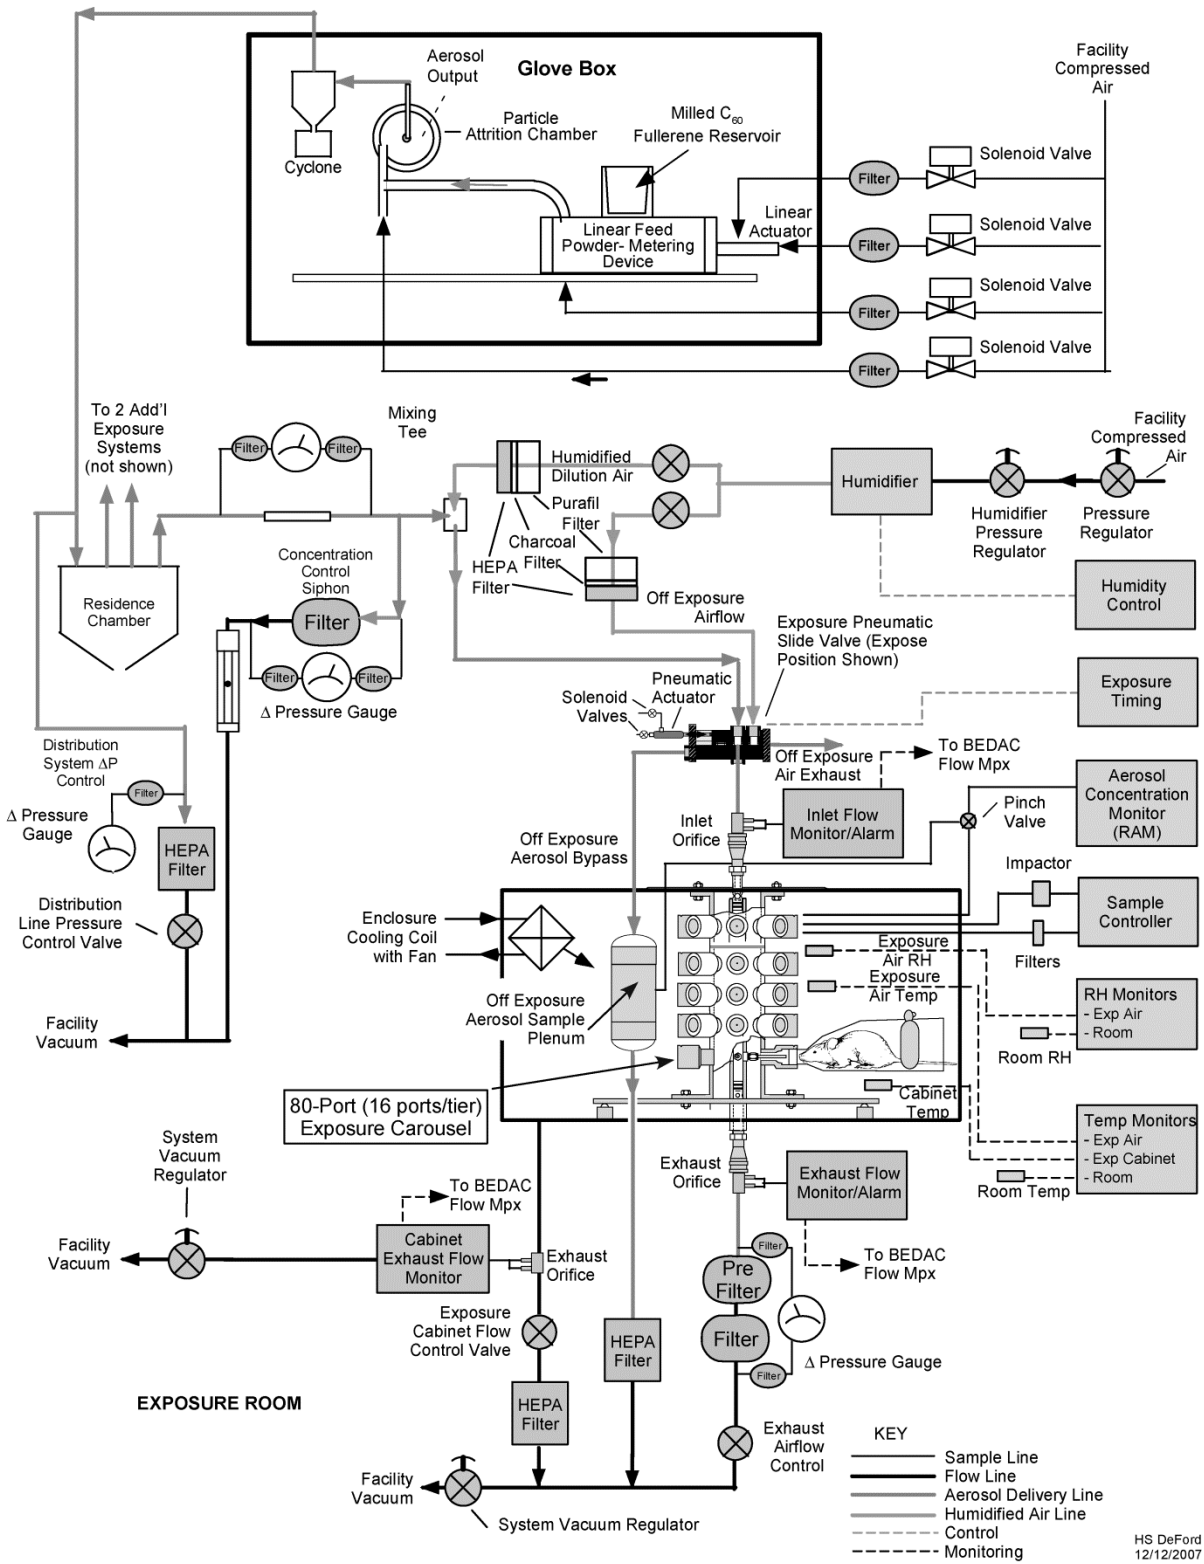 Glove Box
Aerosol
Output
Particle
Attrition Chamber
Cyclone
Milled C60
Fullerene Reservoir
Linear
Actuator
Linear Feed
Powder- Metering
Device
Facility
Compressed
Air
Solenoid Valve
Filter
Solenoid Valve
Filter
Solenoid Valve
Filter
Solenoid Valve
Filter
To 2 Add'l
Exposure
Systems
(not shown)
Filter
Filter
Mixing
Tee
Humidified
Dilution Air
Purafil
Filter
Charcoal
Filter
HEPA
Filter
Humidifier
Facility
Compressed
Air
Humidifier
Pressure
Regulator
Pressure
Regulator
Residence
Chamber
Concentration
Control
Siphon
Filter
Filter
Filter
Δ Pressure Gauge
Off Exposure
Airflow
Humidity
Control
Exposure Pneumatic
Slide Valve (Expose
Position Shown)
Exposure
Timing
Solenoid
Valves
Pneumatic
Actuator
Distribution
System ΔP
Control
Filter
Δ Pressure
Gauge
HEPA
Filter
Distribution
Line Pressure
Control Valve
Facility
Vacuum
Off Exposure
Air Exhaust
To BEDAC
Flow Mpx
Inlet
Orifice
Inlet Flow
Monitor/Alarm
Off Exposure
Aerosol Bypass
Pinch
Valve
Aerosol
Concentration
Monitor
(RAM)
Impactor
Sample
Controller
Filters
Enclosure
Cooling Coil
with Fan
Off Exposure
Aerosol Sample
Plenum
Exposure
Air RH
Exposure
Air Temp
RH Monitors
- Exp Air
- Room
Room RH
Cabinet
Temp
80-Port (16 ports/tier)
Exposure Carousel
Temp Monitors
- Exp Air
- Exp Cabinet
- Room
Room Temp
System
Vacuum
Regulator
Facility
Vacuum
To BEDAC
Flow Mpx
Cabinet
Exhaust Flow
Monitor
Exhaust
Orifice
Exhaust
Orifice
Exhaust Flow
Monitor/Alarm
To BEDAC
Flow Mpx
Filter
Pre
Filter
Filter
Filter
Δ Pressure Gauge
Exposure
Cabinet Flow
Control Valve
HEPA
Filter
HEPA
Filter
EXPOSURE ROOM
Exhaust
Airflow
Control
Facility
Vacuum
System Vacuum Regulator
KEY
Sample Line
Flow Line
Aerosol Delivery Line
Humidified Air Line
Control
Monitoring
HS DeFord
12/12/2007